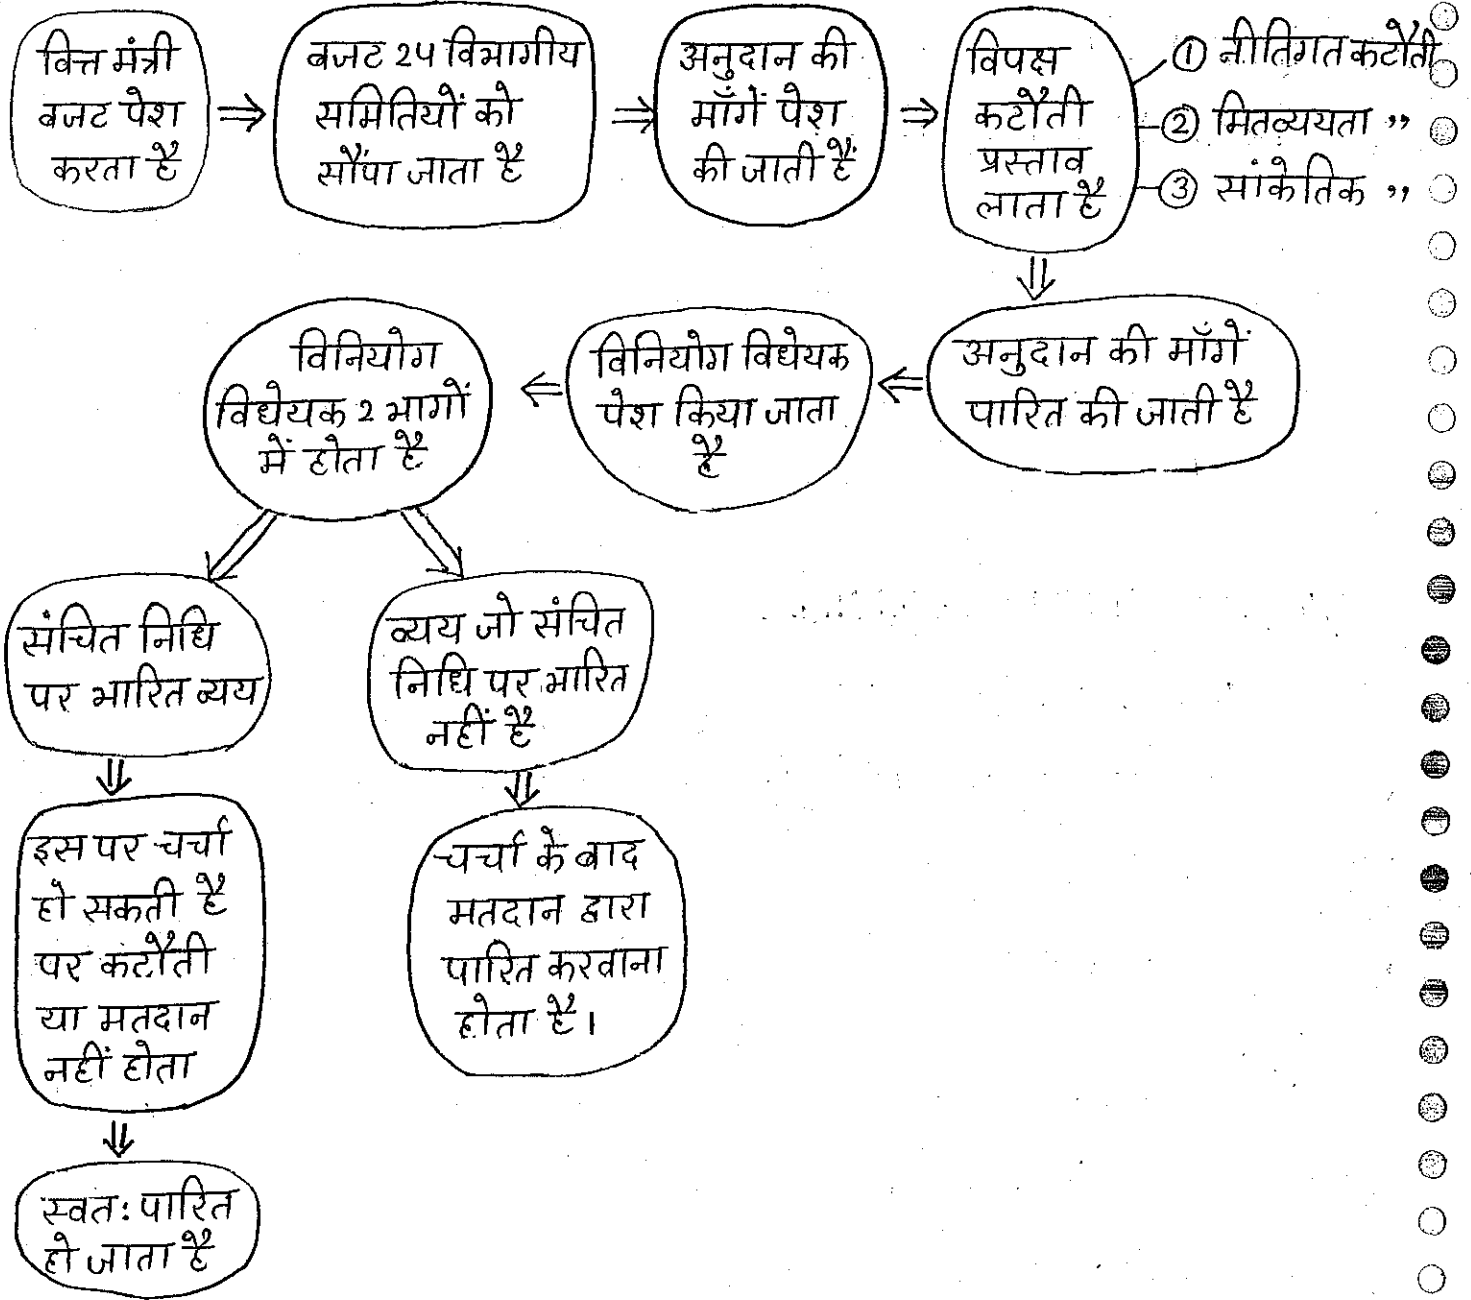 वित्त मंत्री
बजट पेश
करता है
बजट 24 विभागीय
समितियों को
सौंपा जाता है
अनुदान की
माँगें पेश
की जाती हैं
विपक्ष
कटौती
प्रस्ताव
लाता है
① नीतिगत कटौती
② मितव्ययता ,,
③ सांकेतिक ,,
अनुदान की माँगें
पारित की जाती है
विनियोग विधेयक
पेश किया जाता
है
विनियोग
विधेयक 2 भागों
में होता है
संचित निधि
पर भारित व्यय
व्यय जो संचित
निधि पर भारित
नहीं है
इस पर चर्चा
हो सकती है
पर कटौती
या मतदान
नहीं होता
चर्चा के बाद
मतदान द्वारा
पारित करवाना
होता है।
स्वत: पारित
हो जाता है